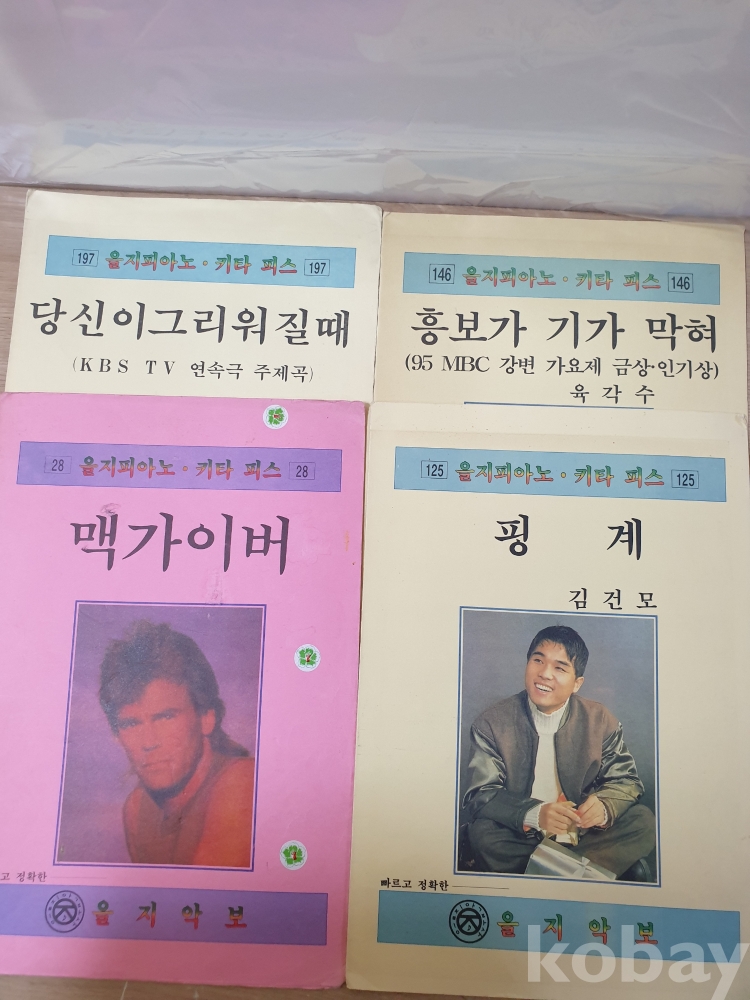 197 을지피아노·키타 피스 197
당신이그리워질때
(KBS TV 연속극 주제곡)
146 을지피아노·키타 피스 146
흥보가 기가 막혀
(95 MBC 강변 가요제 금상·인기상)
육각수
28 을지피아노·키타 피스 28
맥가이버
고 정확한
을지악보
125 을지피아노·키타 피스 125
핑 계
김건모
빠르고 정확한
을지악보
kobay